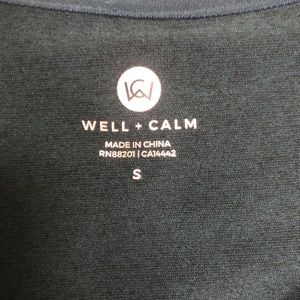 WELL + CALM
MADE IN CHINA
RN88201 | CA14442
S